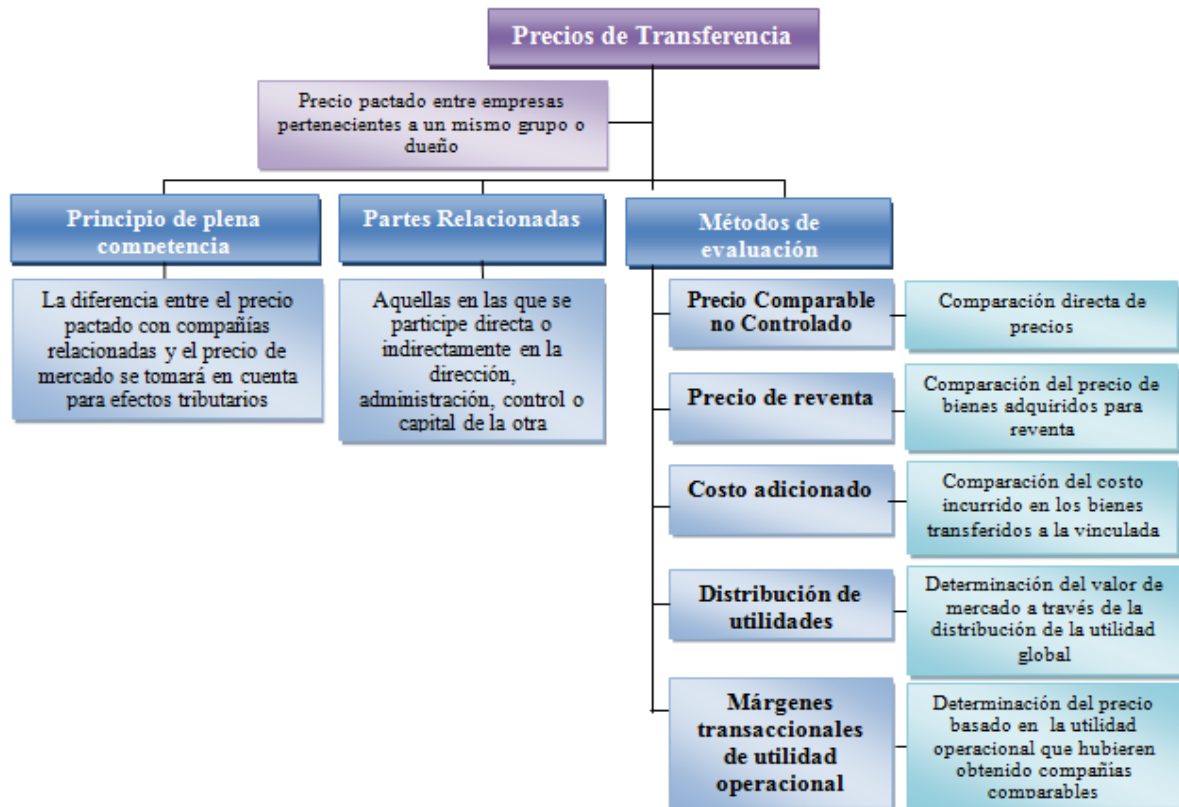 Precios de Transferencia
Precio pactado entre empresas
pertenecientes a un mismo grupo o
dueño
Principio de plena
competencia
Partes Relacionadas
Métodos de
evaluación
La diferencia entre el precio
pactado con compañías
relacionadas y el precio de
mercado se tomará en cuenta
para efectos tributarios
Aquellas en las que se
participe directa o
indirectamente en la
dirección,
administración, control o
capital de la otra
Precio Comparable
no Controlado
Comparación directa de
precios
Precio de reventa
Comparación del precio de
bienes adquiridos para
reventa
Costo adicionado
Comparación del costo
incurrido en los bienes
transferidos a la vinculada
Distribución de
utilidades
Determinación del valor de
mercado a través de la
distribución de la utilidad
global
Márgenes
transaccionales
de utilidad
operacional
Determinación del precio
basado en la utilidad
operacional que hubieren
obtenido compañías
comparables